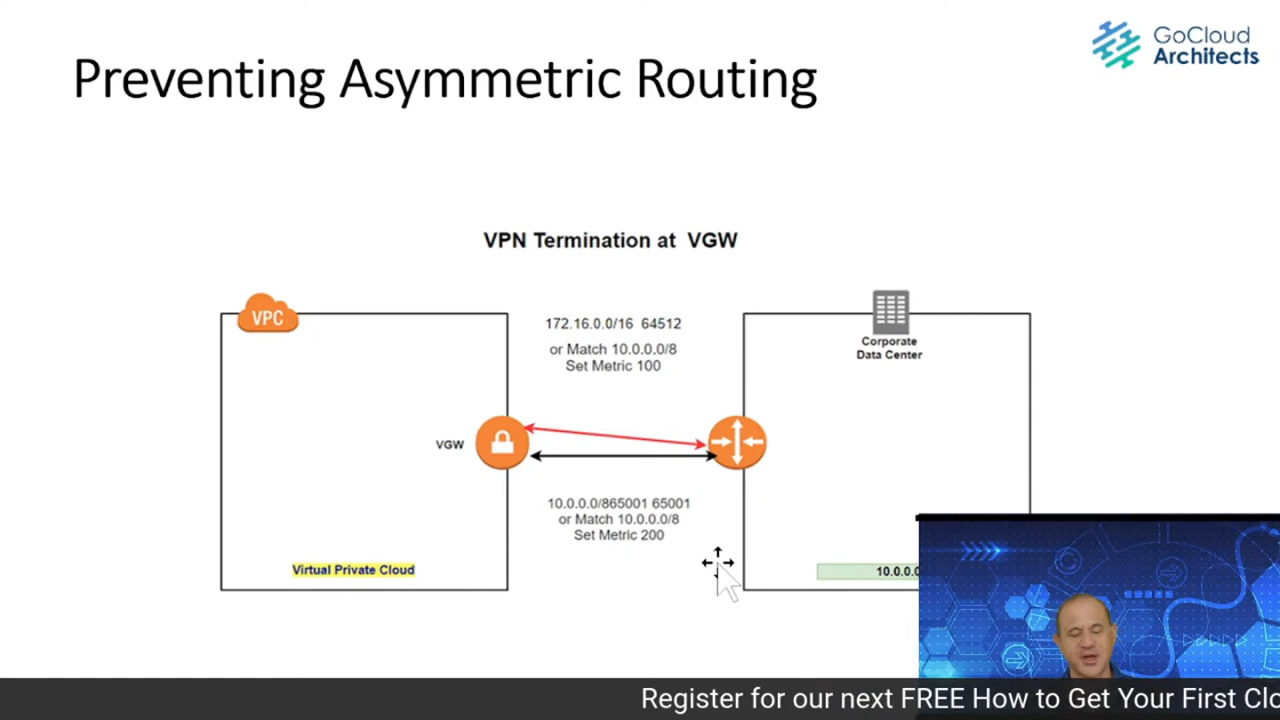 Preventing Asymmetric Routing
GoCloud
Architects
VPN Termination at VGW
VPC
172.16.0.0/16 64512
or Match 10.0.0.0/8
Set Metric 100
Corporate
Data Center
VGW
10.0.0.0/865001 65001
or Match 10.0.0.0/8
Set Metric 200
Virtual Private Cloud
10.0.0.
Register for our next FREE How to Get Your First Clo